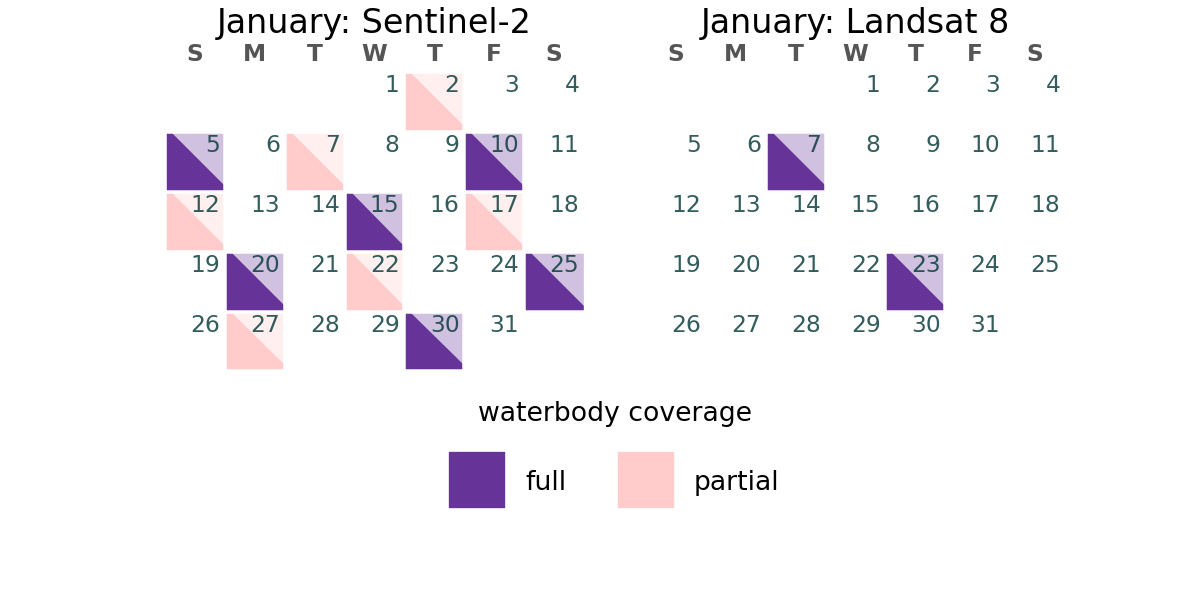 January: Sentinel-2
S M T W T F S
1 2 3 4
5 6 7 8 9 10 11
12 13 14 15 16 17 18
19 20 21 22 23 24 25
26 27 28 29 30 31
January: Landsat 8
S M T W T F S
1 2 3 4
5 6 7 8 9 10 11
12 13 14 15 16 17 18
19 20 21 22 23 24 25
26 27 28 29 30 31
waterbody coverage
full partial